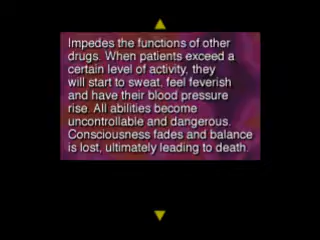 Impedes the functions of other
drugs. When patients exceed a
certain level of activity, they
will start to sweat, feel feverish
and have their blood pressure
rise. All abilities become
uncontrollable and dangerous.
Consciousness fades and balance
is lost, ultimately leading to death.